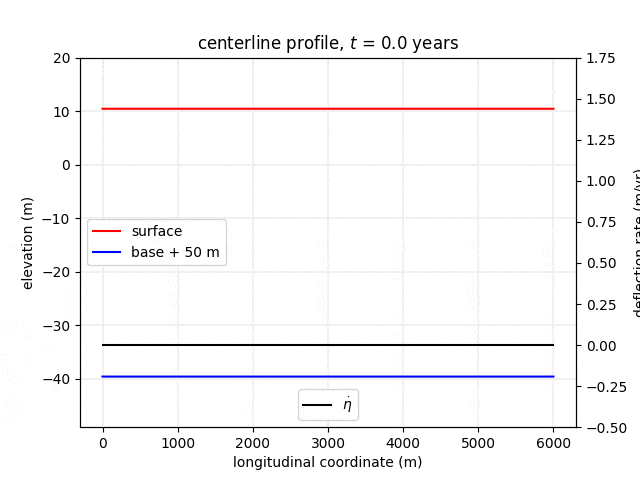 centerline profile, t = 0.0 years
20
10
0
−10
−20
−30
−40
elevation (m)
1.75
1.50
1.25
1.00
0.75
0.50
0.25
0.00
−0.25
−0.50
deflection rate (m/yr)
surface
base + 50 m
η̇
0 1000 2000 3000 4000 5000 6000
longitudinal coordinate (m)